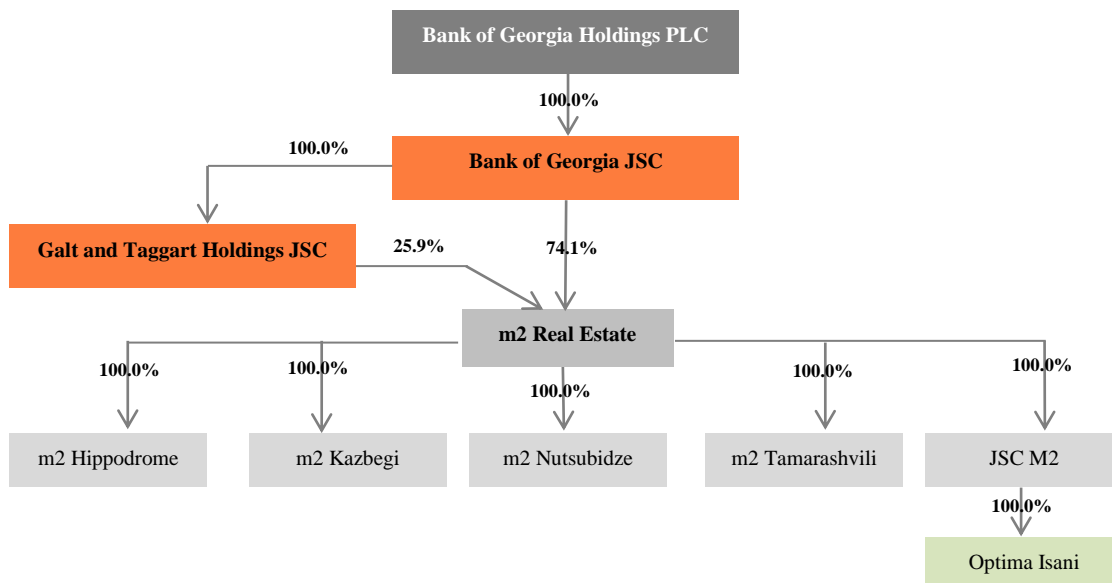 Bank of Georgia Holdings PLC
100.0%
100.0%
Bank of Georgia JSC
Galt and Taggart Holdings JSC
25.9%
74.1%
m2 Real Estate
100.0%
100.0%
100.0%
100.0%
100.0%
m2 Hippodrome
m2 Kazbegi
m2 Nutsubidze
m2 Tamarashvili
JSC M2
100.0%
Optima Isani